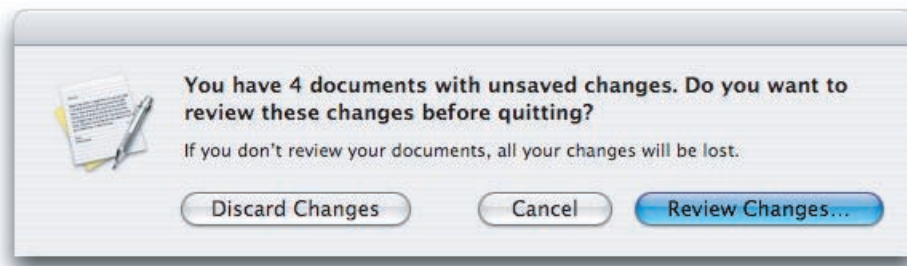 You have 4 documents with unsaved changes. Do you want to
review these changes before quitting?
If you don't review your documents, all your changes will be lost.
Discard Changes Cancel Review Changes...